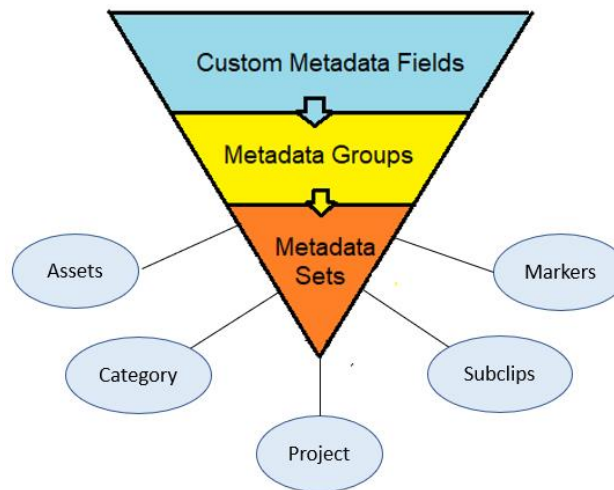 Custom Metadata Fields
Metadata Groups
Metadata
Sets
Assets
Markers
Category
Subclips
Project